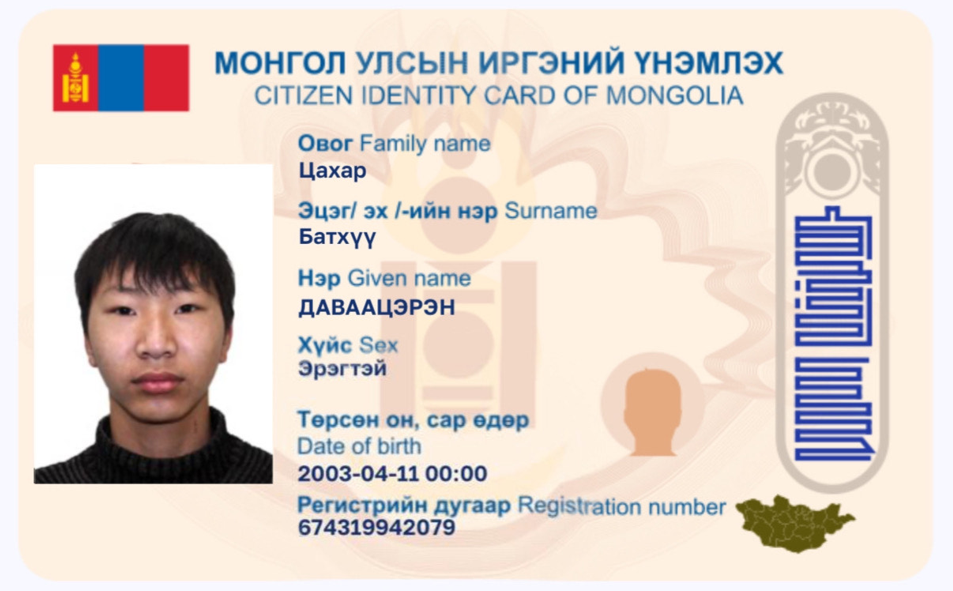 МОНГОЛ УЛСЫН ИРГЭНИЙ ҮНЭМЛЭХ
CITIZEN IDENTITY CARD OF MONGOLIA
Овог Family name
Цахар
Эцэг/ эх /-ийн нэр Surname
Батхүү
Нэр Given name
ДАВААЦЭРЭН
Хүйс Sex
Эрэгтэй
Төрсөн он, сар өдөр
Date of birth
2003-04-11 00:00
Регистрийн дугаар Registration number
674319942079